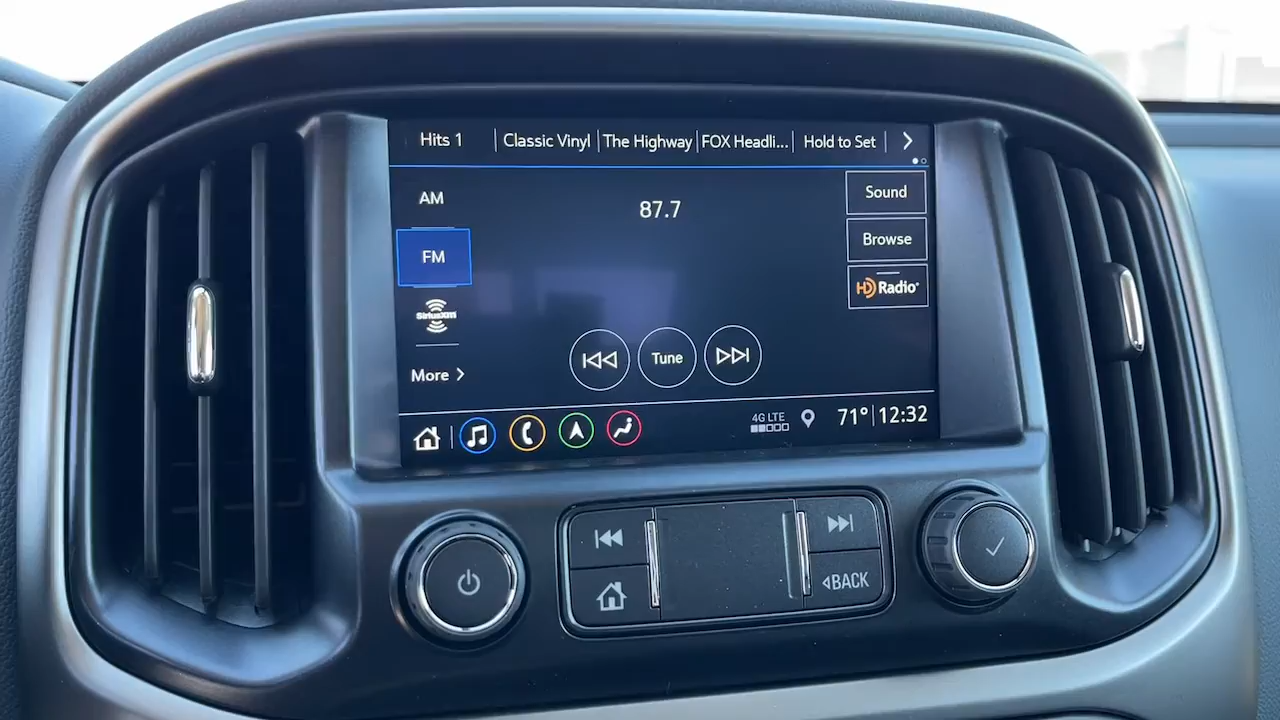 Hits 1
Classic Vinyl
The Highway
FOX Headli...
Hold to Set
AM
87.7
Sound
FM
Browse
SiriusXM
HD Radio
More
Tune
4G LTE
71° 12:32
BACK